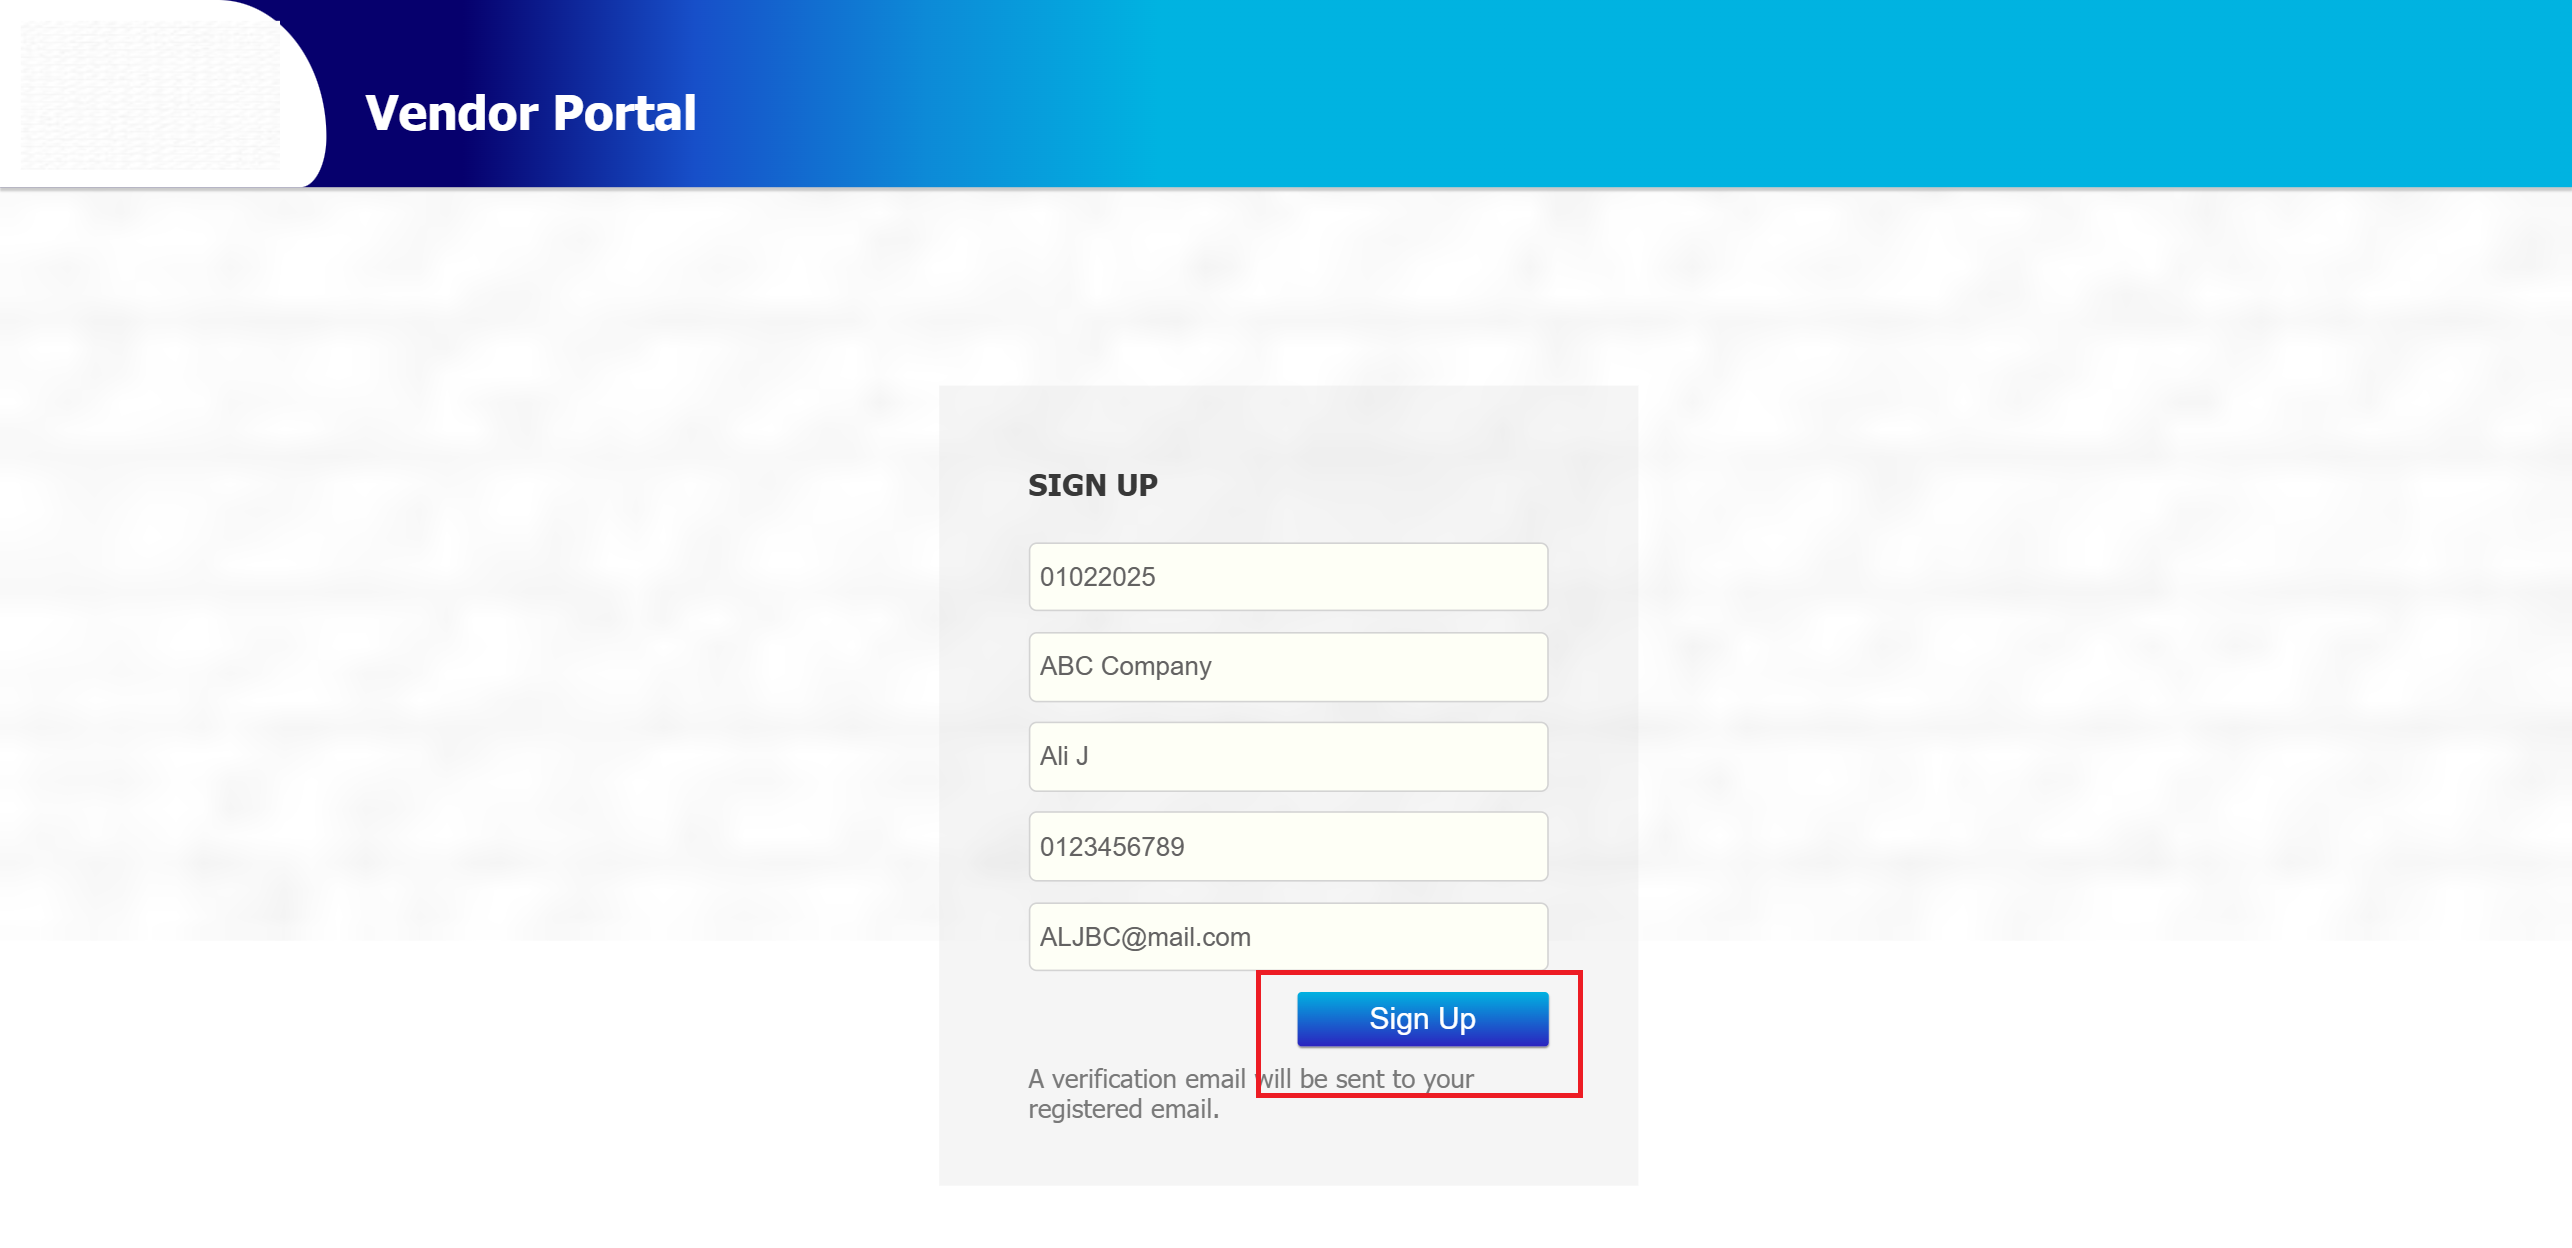 Vendor Portal
SIGN UP
01022025
ABC Company
Ali J
0123456789
ALJBC@mail.com
Sign Up
A verification email will be sent to your
registered email.